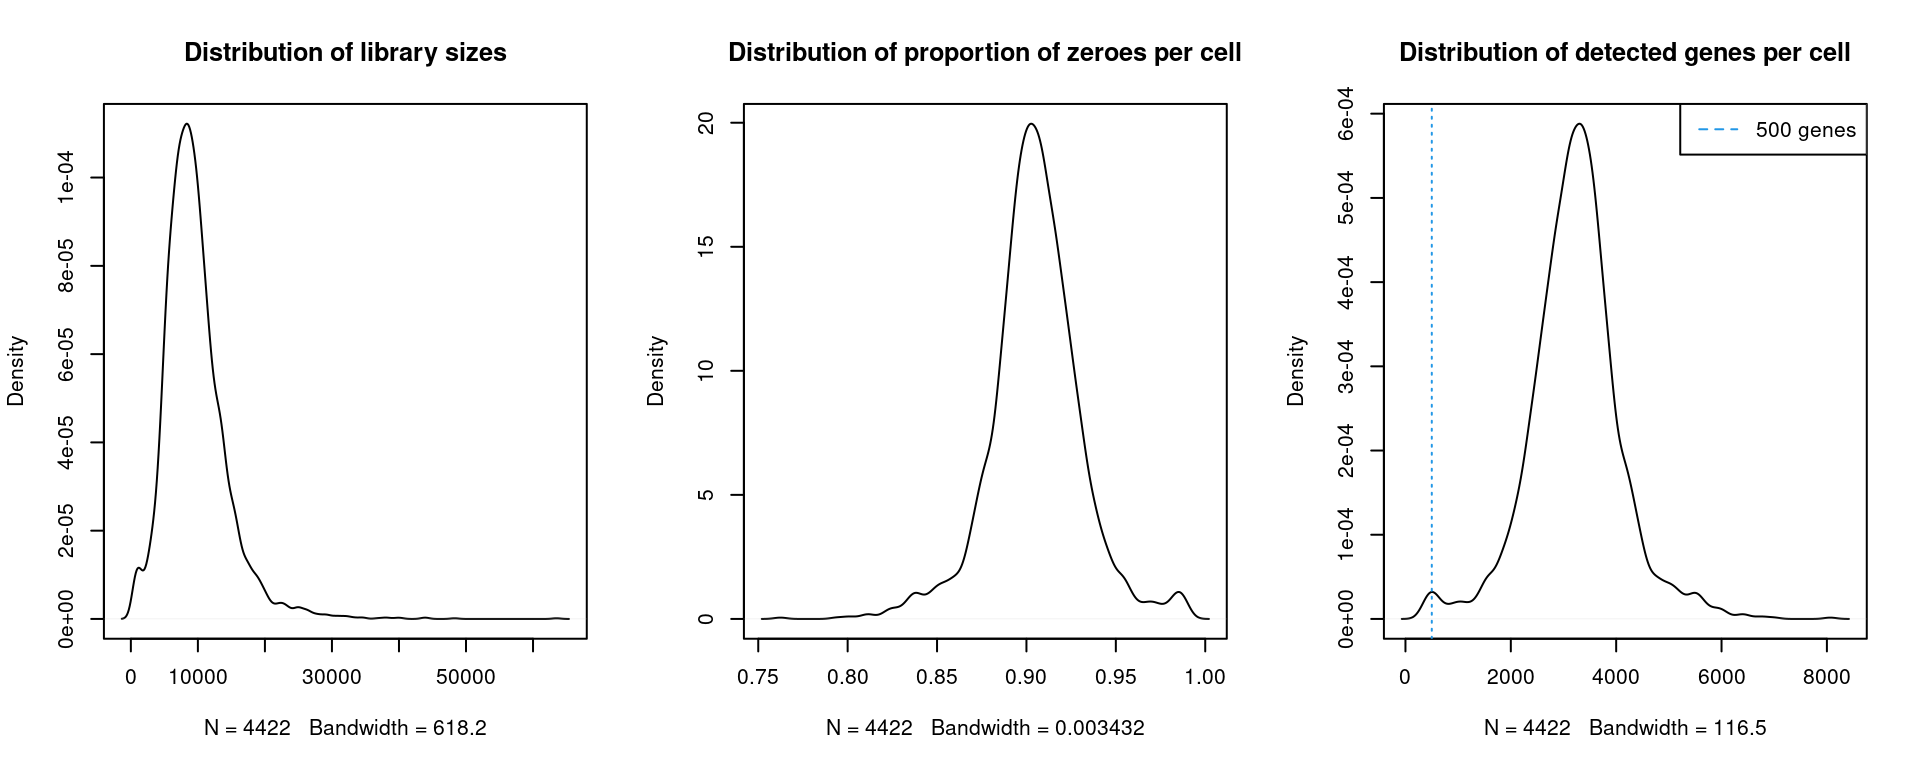 Distribution of library sizes
Density
0e+00 2e-05 4e-05 6e-05 8e-05 1e-04
0 10000 30000 50000
N = 4422 Bandwidth = 618.2
Distribution of proportion of zeroes per cell
Density
0 5 10 15 20
0.75 0.80 0.85 0.90 0.95 1.00
N = 4422 Bandwidth = 0.003432
Distribution of detected genes per cell
Density
0e+00 1e-04 2e-04 3e-04 4e-04 5e-04 6e-04
500 genes
0 2000 4000 6000 8000
N = 4422 Bandwidth = 116.5